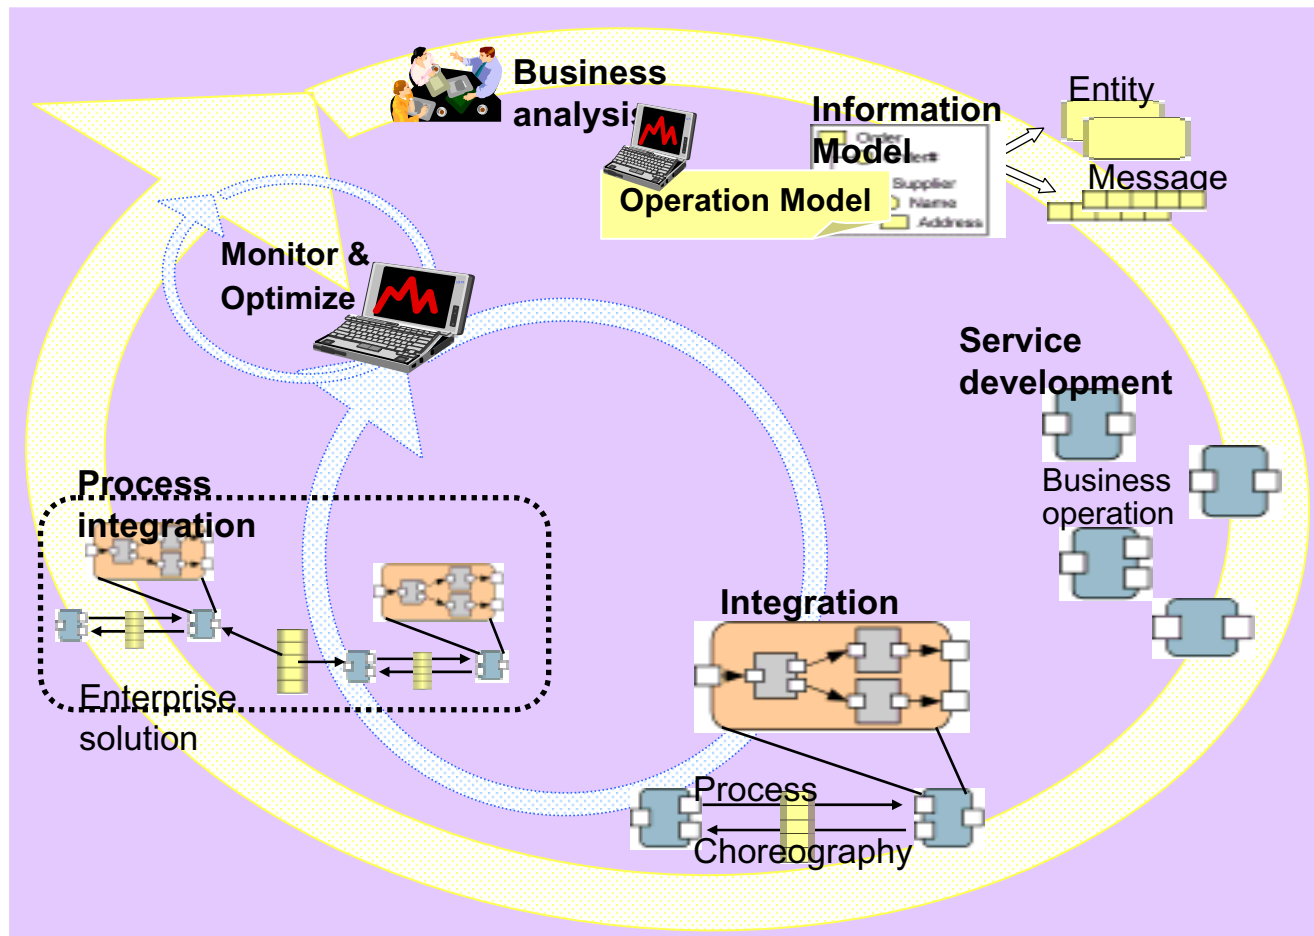 Business
analysis
Information
Model
Order
Order#
Supplier
Name
Address
Operation Model
Entity
Message
Monitor &
Optimize
Service
development
Business
operation
Process
integration
Enterprise
solution
Integration
Process
Choreography